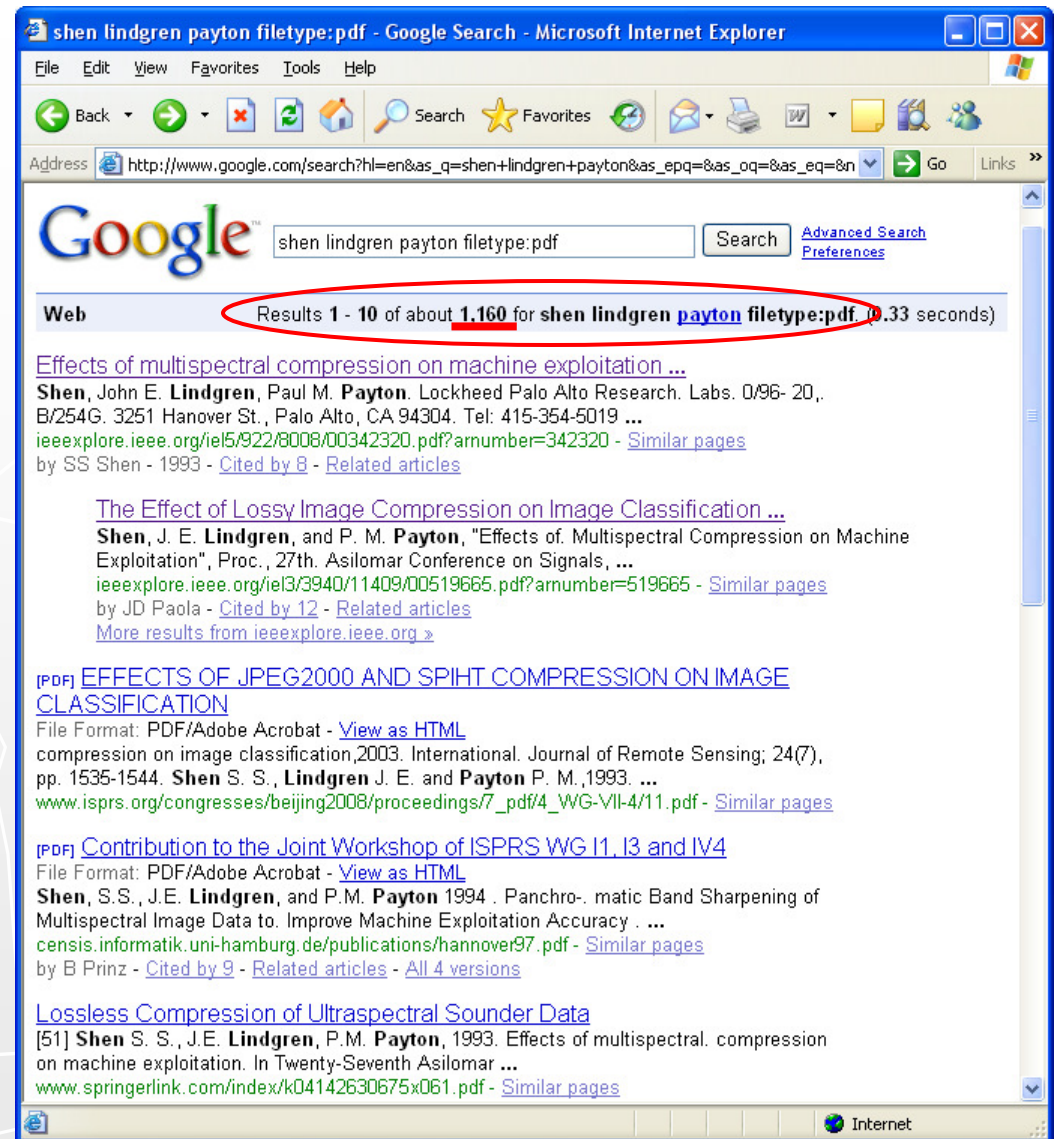 shen lindgren payton filetype:pdf - Google Search - Microsoft Internet Explorer
File Edit View Favorites Tools Help
Back Search Favorites
Address http://www.google.com/search?hl=en&as_q=shen+lindgren+payton&as_epq=&as_oq=&as_eq=&n Go Links »
Google™ shen lindgren payton filetype:pdf Search Advanced Search
Preferences
Web Results 1 - 10 of about 1,160 for shen lindgren payton filetype:pdf. (0.33 seconds)
Effects of multispectral compression on machine exploitation ...
Shen, John E. Lindgren, Paul M. Payton. Lockheed Palo Alto Research. Labs. 0/96- 20,.
B/254G. 3251 Hanover St., Palo Alto, CA 94304. Tel: 415-354-5019 ...
ieeexplore.ieee.org/iel5/922/8008/00342320.pdf?arnumber=342320 - Similar pages
by SS Shen - 1993 - Cited by 8 - Related articles
The Effect of Lossy Image Compression on Image Classification ...
Shen, J. E. Lindgren, and P. M. Payton, "Effects of. Multispectral Compression on Machine
Exploitation", Proc., 27th. Asilomar Conference on Signals, ...
ieeexplore.ieee.org/iel3/3940/11409/00519665.pdf?arnumber=519665 - Similar pages
by JD Paola - Cited by 12 - Related articles
More results from ieeexplore.ieee.org »
[PDF] EFFECTS OF JPEG2000 AND SPIHT COMPRESSION ON IMAGE
CLASSIFICATION
File Format: PDF/Adobe Acrobat - View as HTML
compression on image classification,2003. International. Journal of Remote Sensing; 24(7),
pp. 1535-1544. Shen S. S., Lindgren J. E. and Payton P. M.,1993. ...
www.isprs.org/congresses/beijing2008/proceedings/7_pdf/4_WG-VII-4/11.pdf - Similar pages
[PDF] Contribution to the Joint Workshop of ISPRS WG I1, I3 and IV4
File Format: PDF/Adobe Acrobat - View as HTML
Shen, S.S., J.E. Lindgren, and P.M. Payton 1994 . Panchro-. matic Band Sharpening of
Multispectral Image Data to. Improve Machine Exploitation Accuracy . ...
censis.informatik.uni-hamburg.de/publications/hannover97.pdf - Similar pages
by B Prinz - Cited by 9 - Related articles - All 4 versions
Lossless Compression of Ultraspectral Sounder Data
[51] Shen S. S., J.E. Lindgren, P.M. Payton, 1993. Effects of multispectral. compression
on machine exploitation. In Twenty-Seventh Asilomar ...
www.springerlink.com/index/k04142630675x061.pdf - Similar pages
Internet